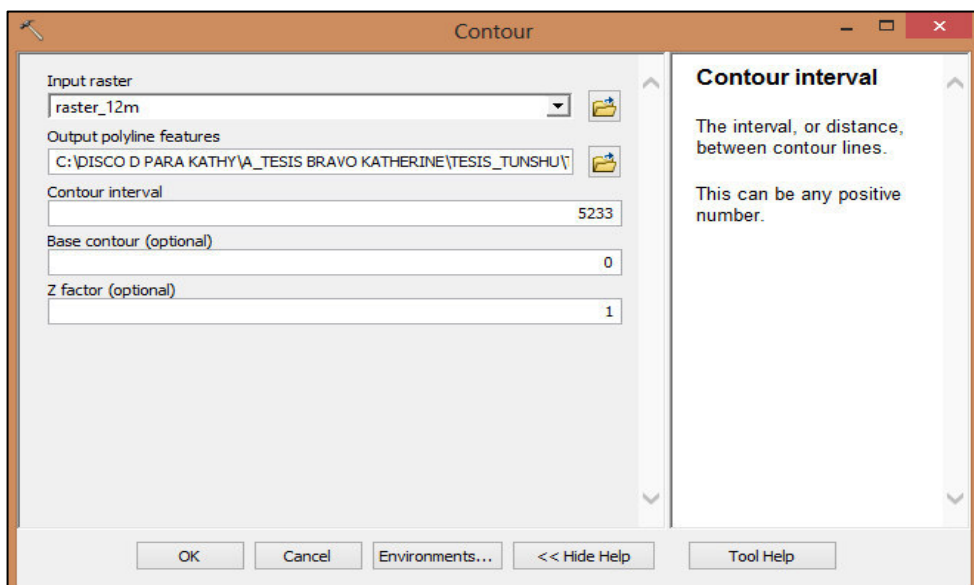 Contour
Input raster
raster_12m
Output polyline features
C:\DISCO D PARA KATHY\A_TESIS BRAVO KATHERINE\TESIS_TUNSHU\
Contour interval
5233
Base contour (optional)
0
Z factor (optional)
1
Contour interval
The interval, or distance,
between contour lines.
This can be any positive
number.
OK
Cancel
Environments...
<< Hide Help
Tool Help